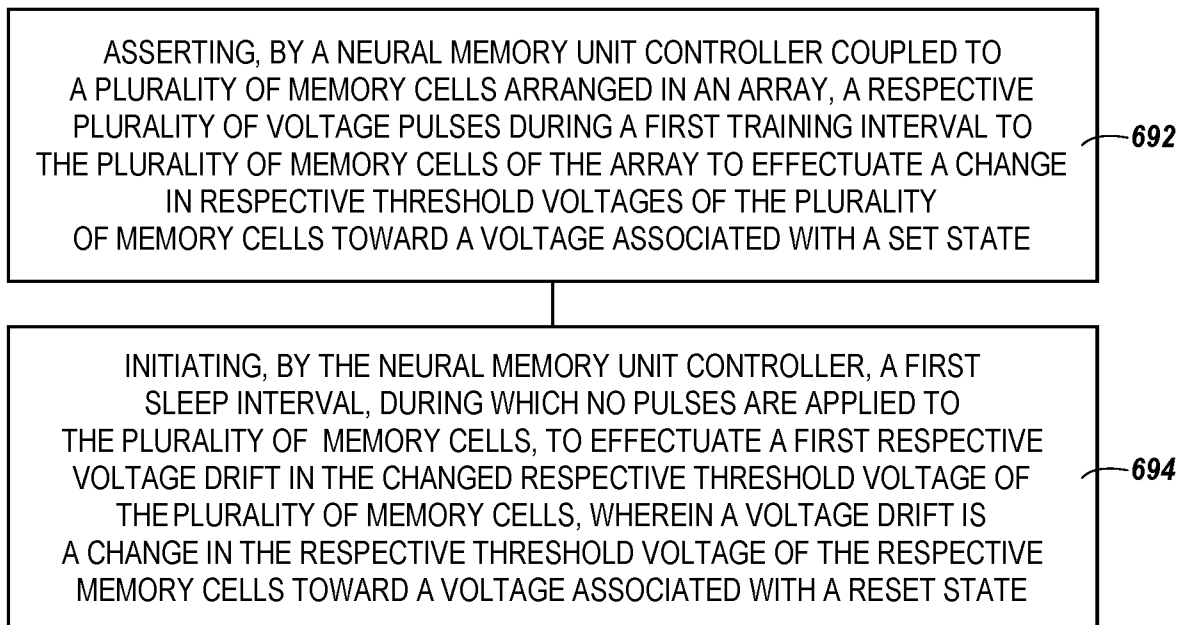 ASSERTING, BY A NEURAL MEMORY UNIT CONTROLLER COUPLED TO
A PLURALITY OF MEMORY CELLS ARRANGED IN AN ARRAY, A RESPECTIVE
PLURALITY OF VOLTAGE PULSES DURING A FIRST TRAINING INTERVAL TO
THE PLURALITY OF MEMORY CELLS OF THE ARRAY TO EFFECTUATE A CHANGE
IN RESPECTIVE THRESHOLD VOLTAGES OF THE PLURALITY
OF MEMORY CELLS TOWARD A VOLTAGE ASSOCIATED WITH A SET STATE
692
INITIATING, BY THE NEURAL MEMORY UNIT CONTROLLER, A FIRST
SLEEP INTERVAL, DURING WHICH NO PULSES ARE APPLIED TO
THE PLURALITY OF MEMORY CELLS, TO EFFECTUATE A FIRST RESPECTIVE
VOLTAGE DRIFT IN THE CHANGED RESPECTIVE THRESHOLD VOLTAGE OF
THE PLURALITY OF MEMORY CELLS, WHEREIN A VOLTAGE DRIFT IS
A CHANGE IN THE RESPECTIVE THRESHOLD VOLTAGE OF THE RESPECTIVE
MEMORY CELLS TOWARD A VOLTAGE ASSOCIATED WITH A RESET STATE
694